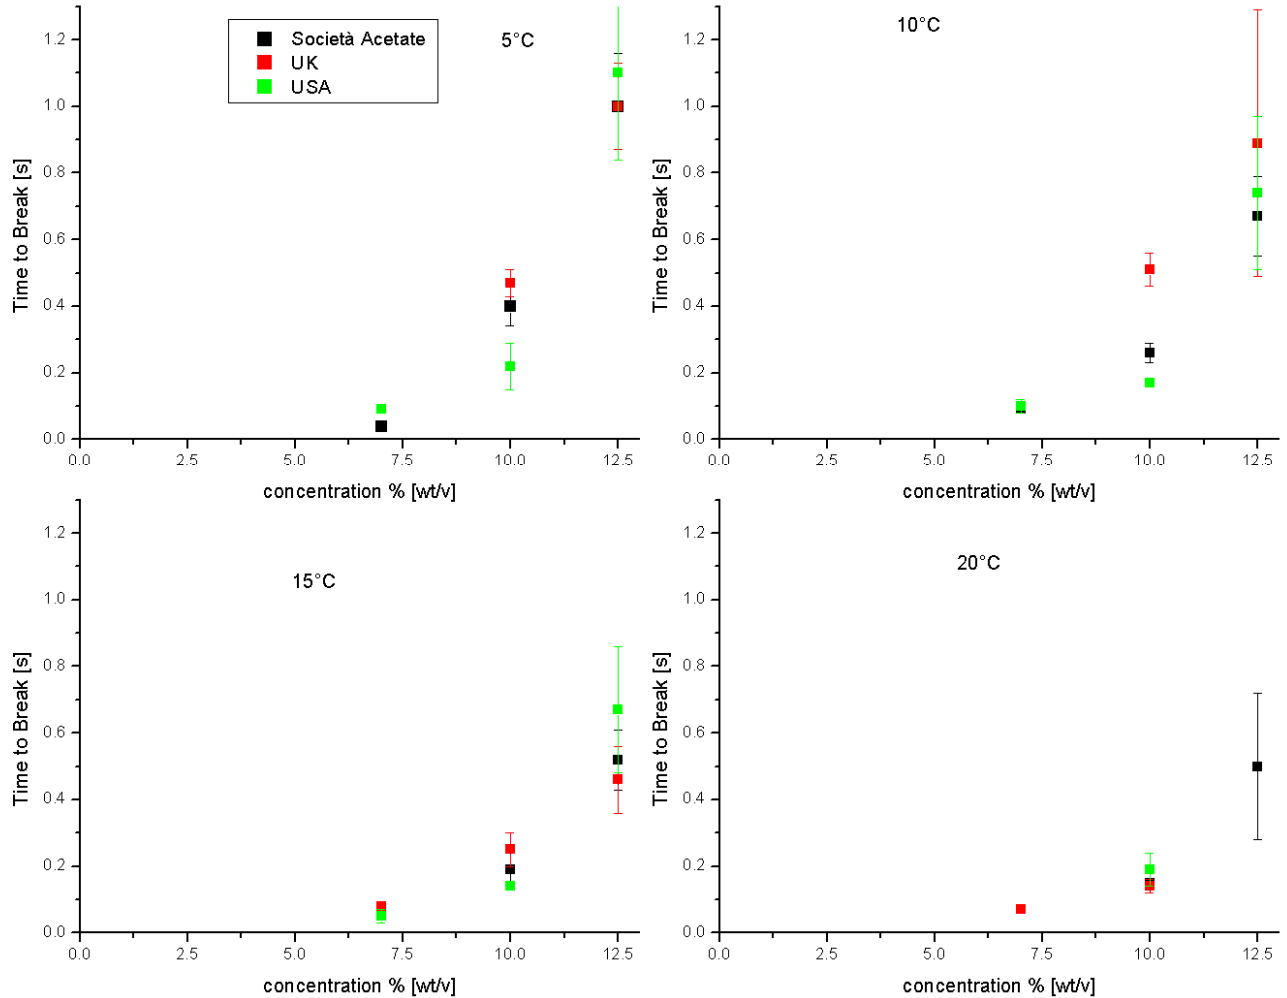 Società Acetate
UK
USA
5°C
Time to Break [s]
1.2
1.0
0.8
0.6
0.4
0.2
0.0
0.0 2.5 5.0 7.5 10.0 12.5
concentration % [wt/v]
10°C
Time to Break [s]
1.2
1.0
0.8
0.6
0.4
0.2
0.0
0.0 2.5 5.0 7.5 10.0 12.5
concentration % [wt/v]
15°C
Time to Break [s]
1.2
1.0
0.8
0.6
0.4
0.2
0.0
0.0 2.5 5.0 7.5 10.0 12.5
concentration % [wt/v]
20°C
Time to Break [s]
1.2
1.0
0.8
0.6
0.4
0.2
0.0
0.0 2.5 5.0 7.5 10.0 12.5
concentration % [wt/v]